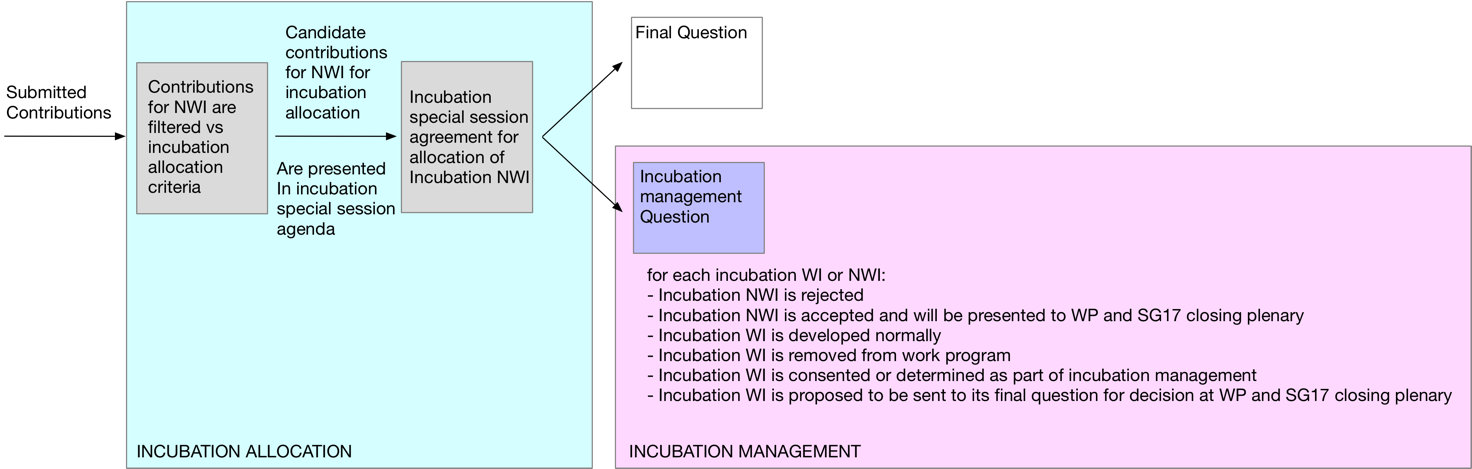 Submitted
Contributions
Contributions
for NWI are
filtered vs
incubation
allocation
criteria
Candidate
contributions
for NWI for
incubation
allocation
Are presented
In incubation
special session
agenda
Incubation
special session
agreement for
allocation of
Incubation NWI
INCUBATION ALLOCATION
Final Question
Incubation
management
Question
for each incubation WI or NWI:
- Incubation NWI is rejected
- Incubation NWI is accepted and will be presented to WP and SG17 closing plenary
- Incubation WI is developed normally
- Incubation WI is removed from work program
- Incubation WI is consented or determined as part of incubation management
- Incubation WI is proposed to be sent to its final question for decision at WP and SG17 closing plenary
INCUBATION MANAGEMENT